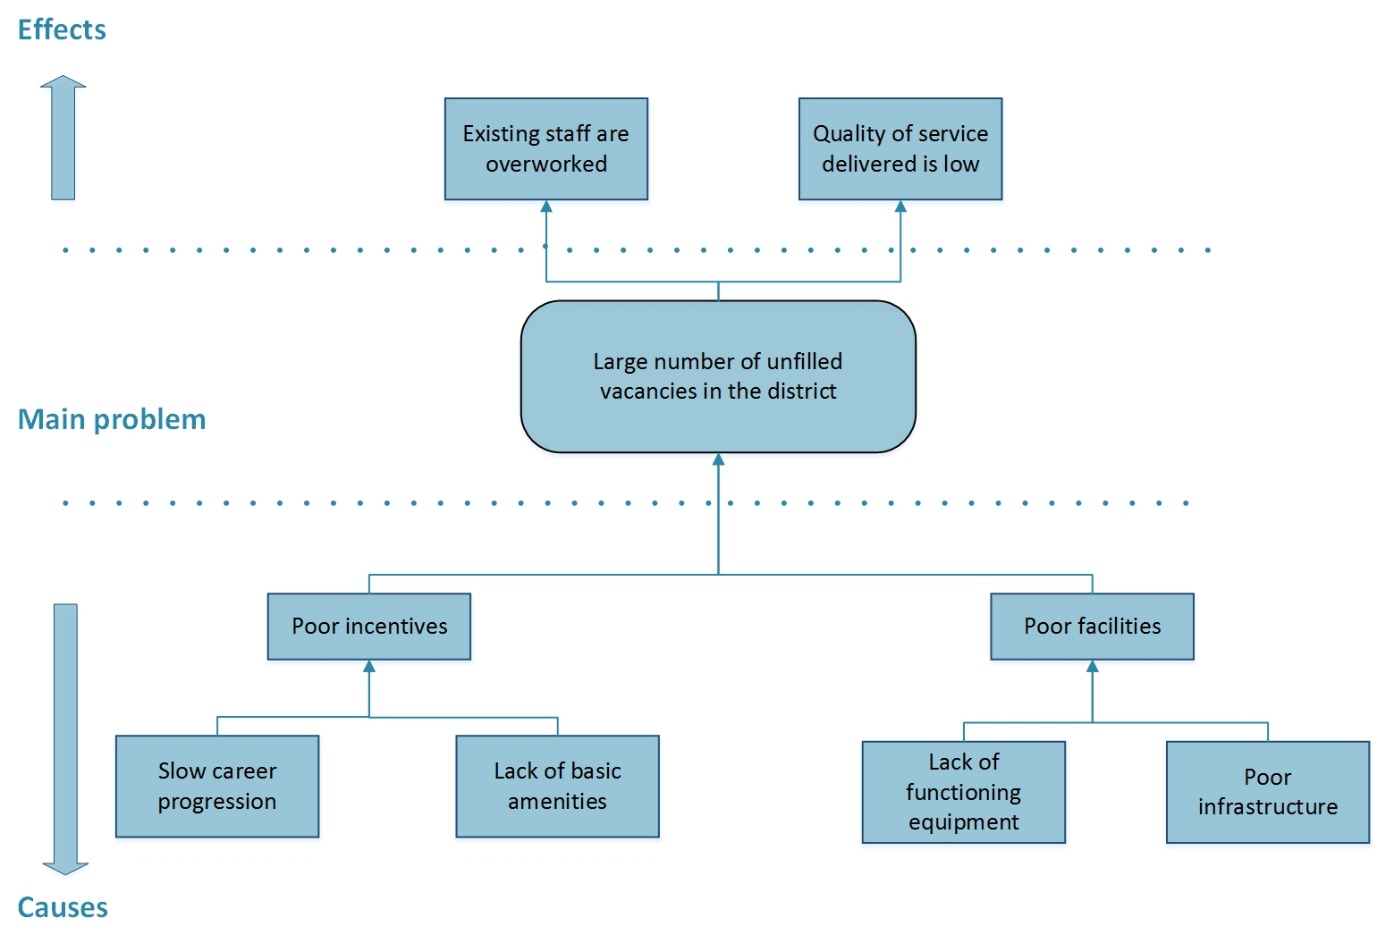 Effects
Existing staff are
overworked
Quality of service
delivered is low
Large number of unfilled
vacancies in the district
Main problem
Poor incentives
Poor facilities
Slow career
progression
Lack of basic
amenities
Lack of
functioning
equipment
Poor
infrastructure
Causes